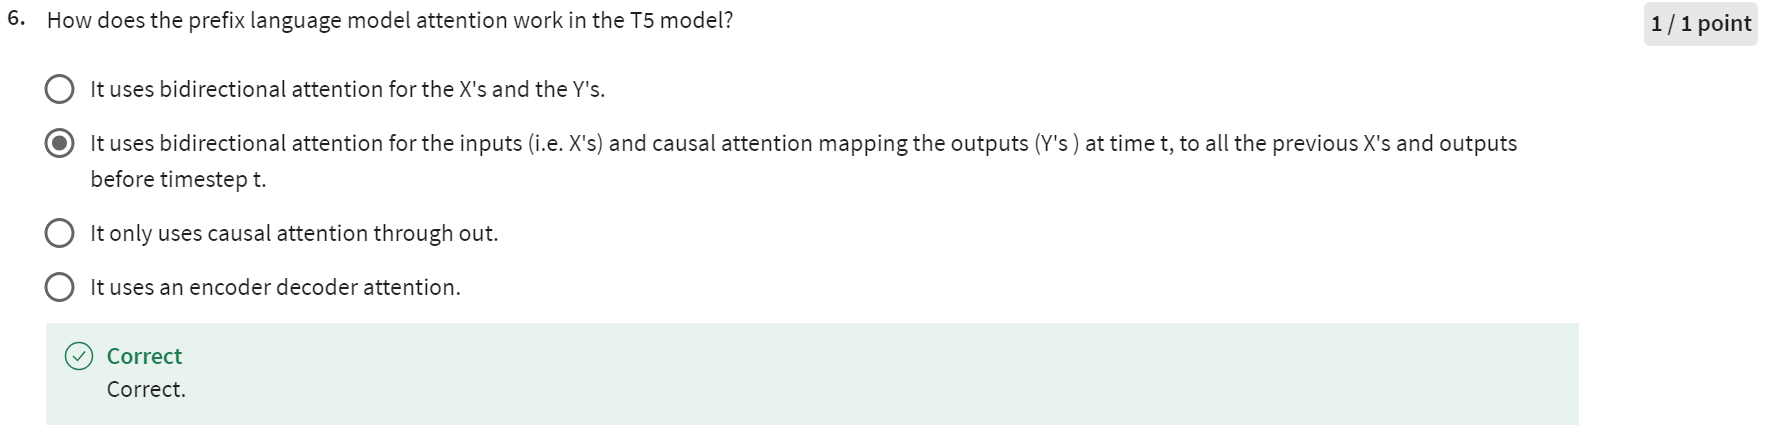 6. How does the prefix language model attention work in the T5 model?
1 / 1 point
It uses bidirectional attention for the X's and the Y's.
It uses bidirectional attention for the inputs (i.e. X's) and causal attention mapping the outputs (Y's ) at time t, to all the previous X's and outputs
before timestep t.
It only uses causal attention through out.
It uses an encoder decoder attention.
Correct
Correct.